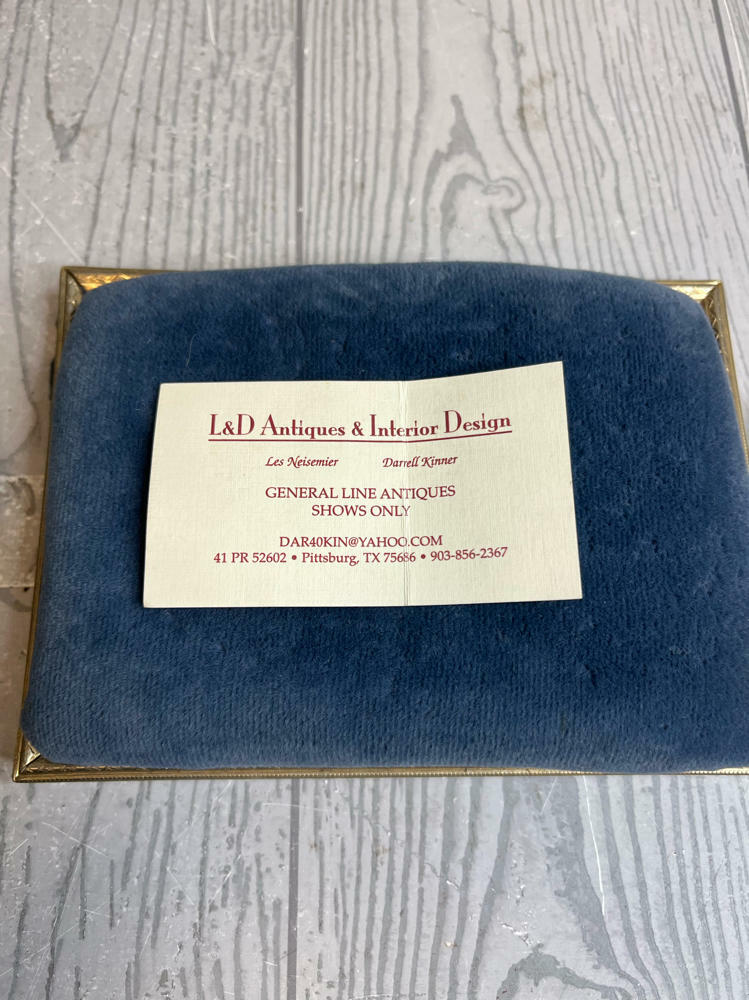 L&D Antiques & Interior Design
Les Neisemier Darrell Kinner
GENERAL LINE ANTIQUES
SHOWS ONLY
DAR40KIN@YAHOO.COM
41 PR 52602 • Pittsburg, TX 75686 • 903-856-2367